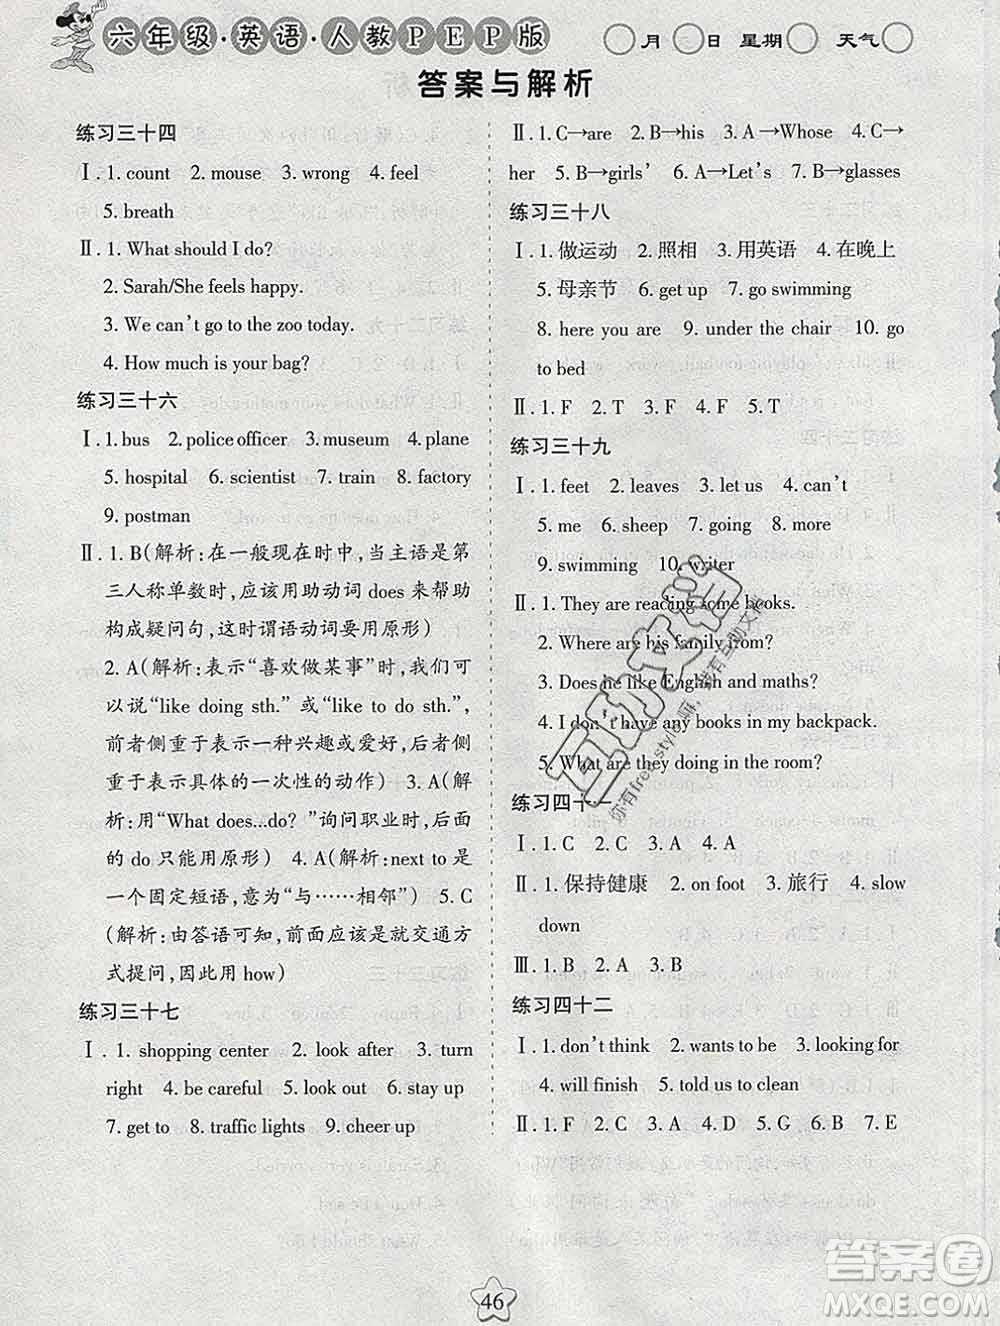 六年级·英语·人教PEP版
月 日 星期 天气
答案与解析
练习三十四
Ⅰ. 1. count 2. mouse 3. wrong 4. feel
5. breath
Ⅱ. 1. What should I do?
2. Sarah/She feels happy.
3. We can't go to the zoo today.
4. How much is your bag?
练习三十六
Ⅰ. 1. bus 2. police officer 3. museum 4. plane
5. hospital 6. scientist 7. train 8. factory
9. postman
Ⅱ. 1. B(解析:在一般现在时中,当主语是第
三人称单数时,应该用助动词 does 来帮助
构成疑问句,这时谓语动词要用原形)
2. A(解析:表示“喜欢做某事”时,我们可
以说“like doing sth.”或“like to do sth.”,
前者侧重于表示一种兴趣或爱好,后者侧
重于表示具体的一次性的动作) 3. A(解
析:用“What does...do?”询问职业时,后面
的 do 只能用原形) 4. A(解析:next to 是
一个固定短语,意为“与……相邻”) 5. C
(解析:由答语可知,前面应该是就交通方
式提问,因此用 how)
练习三十七
Ⅰ. 1. shopping center 2. look after 3. turn
right 4. be careful 5. look out 6. stay up
7. get to 8. traffic lights 9. cheer up
Ⅱ. 1. C→are 2. B→his 3. A→Whose 4. C→
her 5. B→girls' 6. A→Let's 7. B→glasses
练习三十八
Ⅰ. 1. 做运动 2. 照相 3. 用英语 4. 在晚上
5. 母亲节 6. get up 7. go swimming
8. here you are 9. under the chair 10. go
to bed
Ⅱ. 1. F 2. T 3. F 4. F 5. T
练习三十九
Ⅰ. 1. feet 2. leaves 3. swam 4. can't
5. me 6. sheep 7. going 8. more
9. swimming 10. writer
Ⅱ. 1. They are reading some books.
2. Where are his family from?
3. Does he like English and maths?
4. I don't have any books in my backpack.
5. What are they doing in the room?
练习四十一
Ⅰ. 1. C 2. C 3. A 4. A
Ⅱ. 1. 保持健康 2. on foot 3. 旅行 4. slow
down
Ⅲ. 1. B 2. A 3. A 4. B 5. C
练习四十二
Ⅰ. 1. don't think 2. wants to be 3. looking for
4. will finish 5. told us to clean
Ⅱ. 1. F 2. C 3. A 4. D 5. G 6. B 7. E
46
答案圈
MXQE.COM